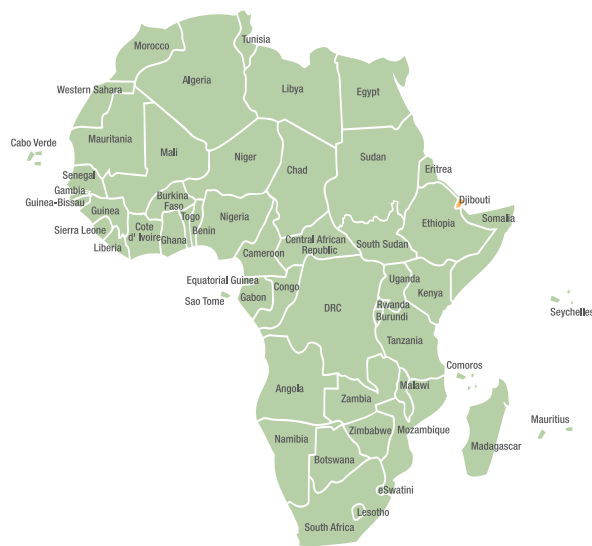 Tunisia
Morocco
Algeria
Libya
Egypt
Western Sahara
Mauritania
Mali
Niger
Chad
Sudan
Cabo Verde
Eritrea
Senegal
Gambia
Guinea-Bissau
Guinea
Burkina
Faso
Djibouti
Somalia
Ethiopia
Sierra Leone
Liberia
Cote
d' Ivoire
Ghana
Togo
Benin
Nigeria
Cameroon
Central African
Republic
South Sudan
Equatorial Guinea
Sao Tome
Gabon
Congo
DRC
Uganda
Kenya
Rwanda
Burundi
Tanzania
Seychelles
Comoros
Angola
Zambia
Malawi
Mozambique
Mauritius
Madagascar
Namibia
Zimbabwe
Botswana
eSwatini
Lesotho
South Africa